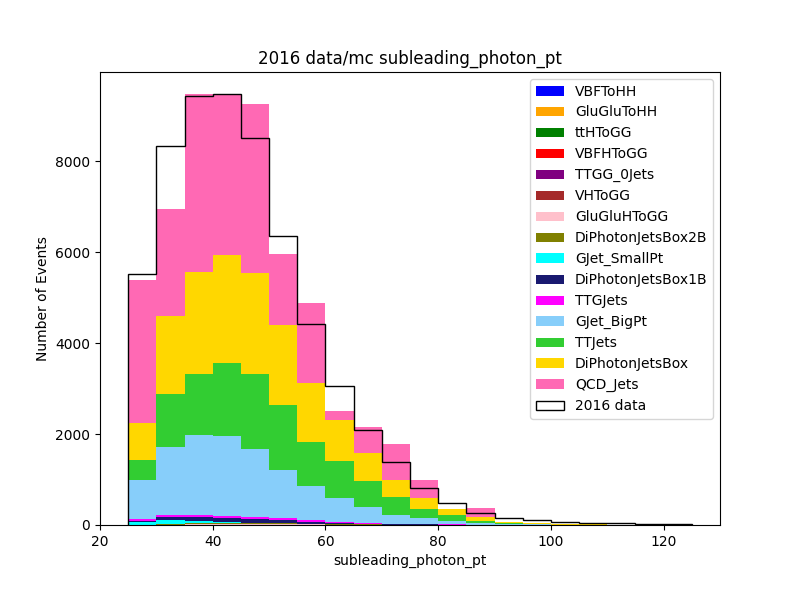 2016 data/mc subleading_photon_pt
Number of Events
8000
6000
4000
2000
0
20
40
60
80
100
120
subleading_photon_pt
VBFToHH
GluGluToHH
ttHToGG
VBFHToGG
TTGG_0Jets
VHToGG
GluGluHToGG
DiPhotonJetsBox2B
GJet_SmallPt
DiPhotonJetsBox1B
TTGJets
GJet_BigPt
TTJets
DiPhotonJetsBox
QCD_Jets
2016 data